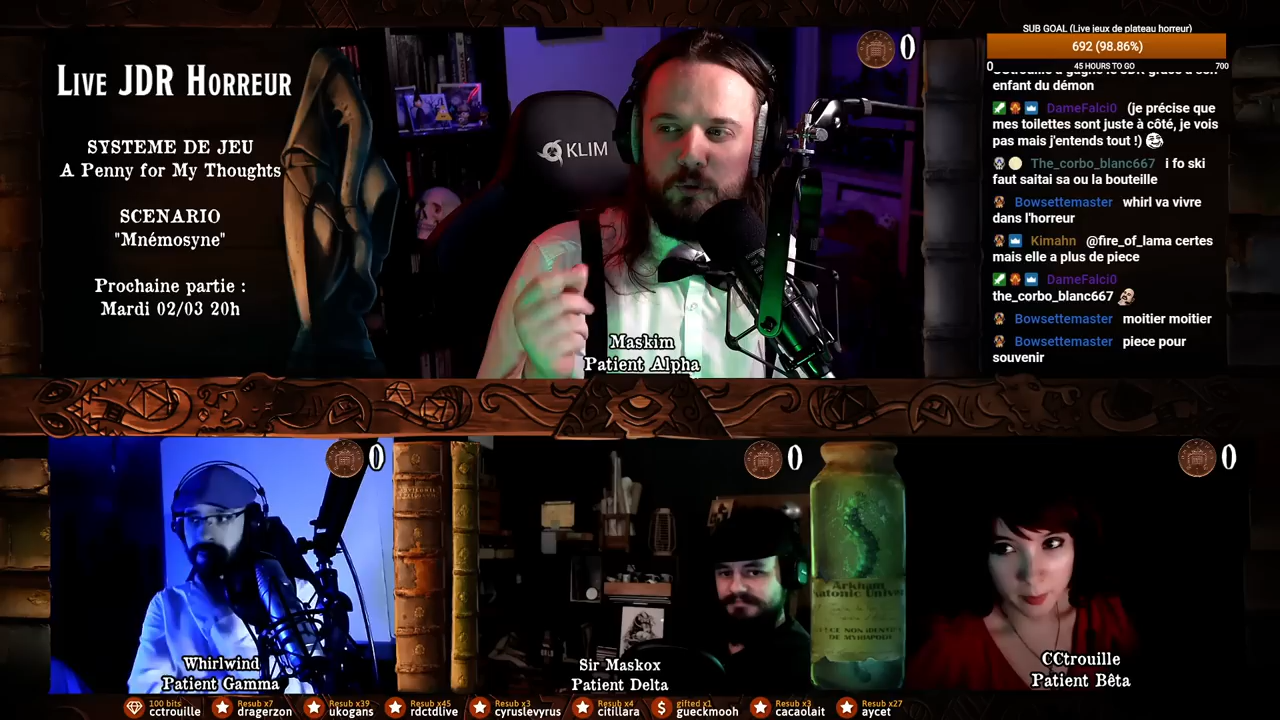 Live JDR Horreur
SYSTEME DE JEU
A Penny for My Thoughts
SCENARIO
"Mnémosyne"
Prochaine partie :
Mardi 02/03 20h
KLIM
0
Maskim
Patient Alpha
SUB GOAL (Live jeux de plateau horreur)
692 (98.86%)
0 45 HOURS TO GO 700
enfant du démon
DameFalci0 (je précise que
mes toilettes sont juste à côté, je vois
pas mais j'entends tout !)
The_corbo_blanc667 i fo ski
faut saitai sa ou la bouteille
Bowsettemaster whirl va vivre
dans l'horreur
Kimahn @fire_of_lama certes
mais elle a plus de piece
DameFalci0
the_corbo_blanc667
Bowsettemaster moitier moitier
Bowsettemaster piece pour
souvenir
0
Whirlwind
Patient Gamma
0
Sir Maskox
Patient Delta
Arkham
0
CCtrouille
Patient Bêta
100 bits
cctrouille
Resub x7
dragerzon
Resub x39
ukogans
Resub x45
rdctdlive
Resub x3
cyruslevyrus
Resub x4
citillara
gifted x1
gueckmooh
Resub x3
cacaolait
Resub x27
aycet